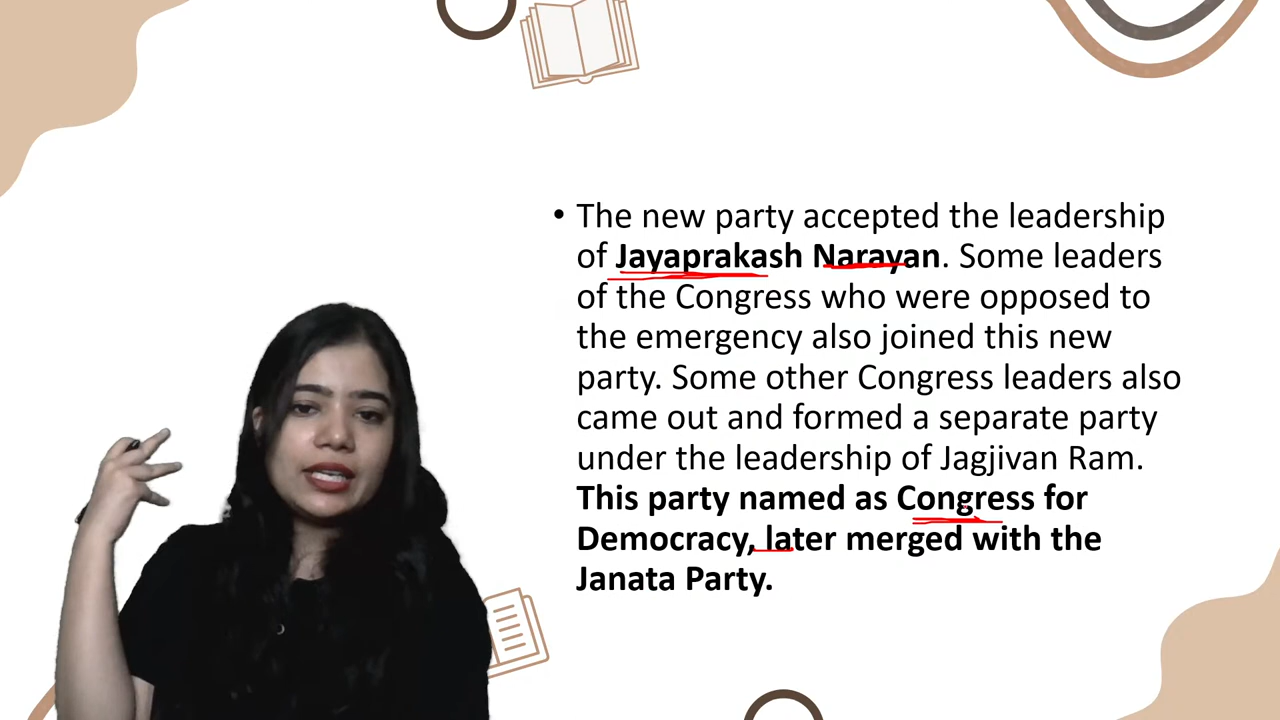 • The new party accepted the leadership
of Jayaprakash Narayan. Some leaders
of the Congress who were opposed to
the emergency also joined this new
party. Some other Congress leaders also
came out and formed a separate party
under the leadership of Jagjivan Ram.
This party named as Congress for
Democracy, later merged with the
Janata Party.